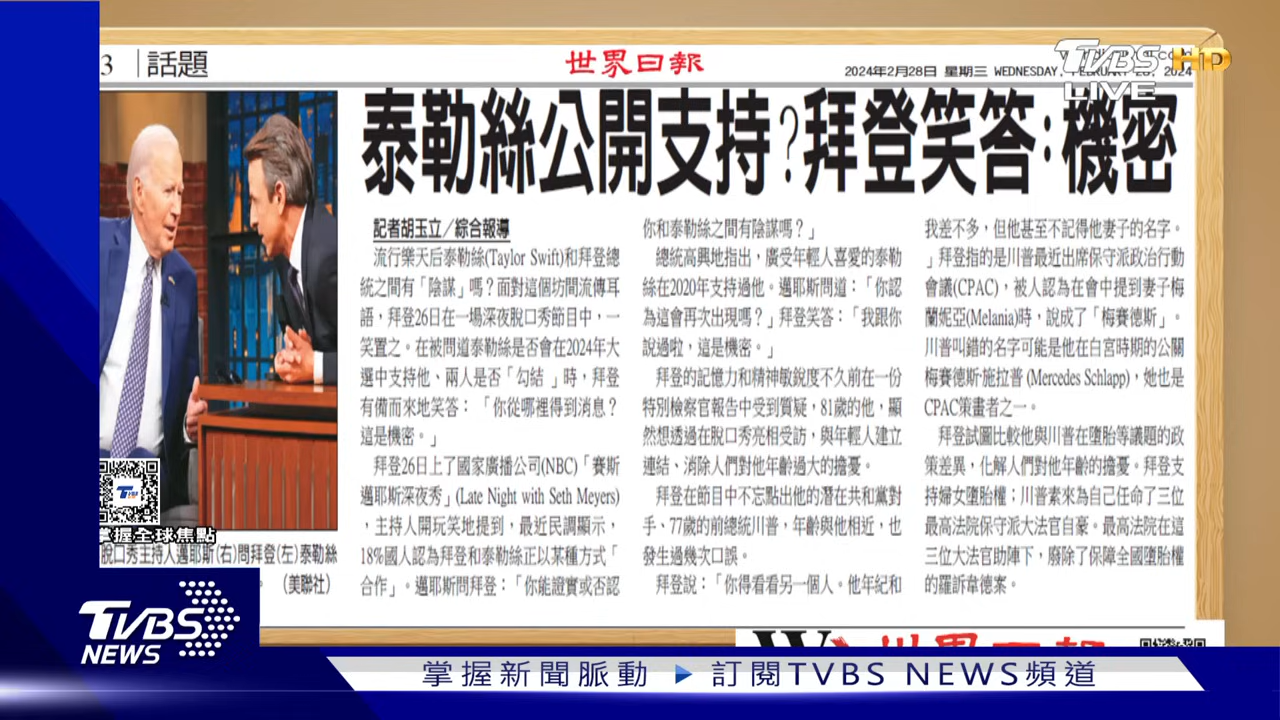 3 話題
世界日報
2024年2月28日 星期三 WEDNESDAY, FEBRUARY 28, 2024
TVBS HD
LIVE
泰勒絲公開支持?拜登笑答:機密
記者胡玉立／綜合報導
流行樂天后泰勒絲(Taylor Swift)和拜登總
統之間有「陰謀」嗎？面對這個坊間流傳耳
語，拜登26日在一場深夜脫口秀節目中，一
笑置之。在被問道泰勒絲是否會在2024年大
選中支持他、兩人是否「勾結 」時，拜登
有備而來地笑答： 「你從哪裡得到消息？
這是機密。」
拜登26日上了國家廣播公司(NBC)「賽斯
邁耶斯深夜秀」(Late Night with Seth Meyers)
，主持人開玩笑地提到，最近民調顯示，
18%國人認為拜登和泰勒絲正以某種方式「
合作」。邁耶斯問拜登：「你能證實或否認
你和泰勒絲之間有陰謀嗎？」
總統高興地指出，廣受年輕人喜愛的泰勒
絲在2020年支持過他。邁耶斯問道：「你認
為這會再次出現嗎？」拜登笑答：「我跟你
說過啦，這是機密。」
拜登的記憶力和精神敏銳度不久前在一份
特別檢察官報告中受到質疑，81歲的他，顯
然想透過在脫口秀亮相受訪，與年輕人建立
連結、消除人們對他年齡過大的擔憂。
拜登在節目中不忘點出他的潛在共和黨對
手、77歲的前總統川普，年齡與他相近，也
發生過幾次口誤。
拜登說：「你得看看另一個人。他年紀和
我差不多，但他甚至不記得他妻子的名字。
」拜登指的是川普最近出席保守派政治行動
會議(CPAC)，被人認為在會中提到妻子梅
蘭妮亞(Melania)時，說成了「梅賽德斯」。
川普叫錯的名字可能是他在白宮時期的公關
梅賽德斯·施拉普 (Mercedes Schlapp)，她也是
CPAC策畫者之一。
拜登試圖比較他與川普在墮胎等議題的政
策差異，化解人們對他年齡的擔憂。拜登支
持婦女墮胎權；川普素來為自己任命了三位
最高法院保守派大法官自豪。最高法院在這
三位大法官助陣下，廢除了保障全國墮胎權
的羅訴韋德案。
掌握全球焦點
脫口秀主持人邁耶斯(右)問拜登(左)泰勒絲
。 （美聯社）
TVBS
NEWS
世界日報
掌握新聞脈動 訂閱TVBS NEWS頻道